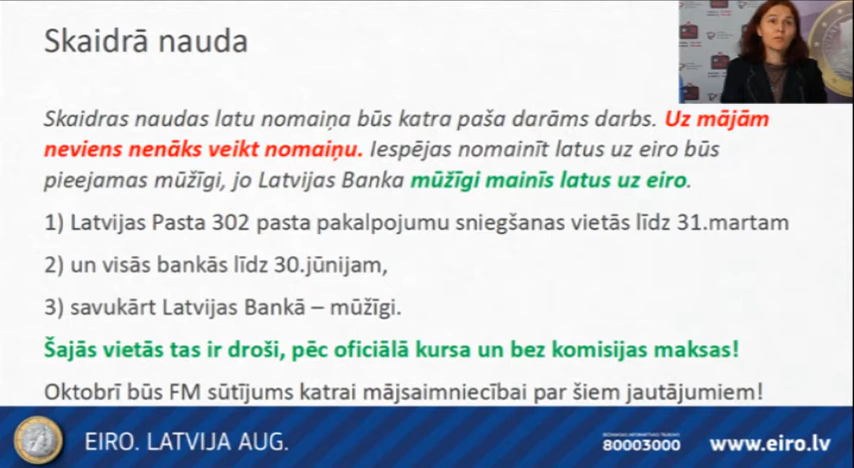 Skaidrā nauda
Skaidras naudas latu nomaiņa būs katra paša darāms darbs. Uz mājām
neviens nenāks veikt nomaiņu. Iespējas nomainīt latus uz eiro būs
pieejamas mūžīgi, jo Latvijas Banka mūžīgi mainīs latus uz eiro.
1) Latvijas Pasta 302 pasta pakalpojumu sniegšanas vietās līdz 31.martam
2) un visās bankās līdz 30.jūnijam,
3) savukārt Latvijas Bankā – mūžīgi.
Šajās vietās tas ir droši, pēc oficiālā kursa un bez komisijas maksas!
Oktobrī būs FM sūtījums katrai mājsaimniecībai par šiem jautājumiem!
EIRO. LATVIJA AUG.
BEZMAKSAS INFORMATĪVAIS TĀLRUNIS
80003000
www.eiro.lv